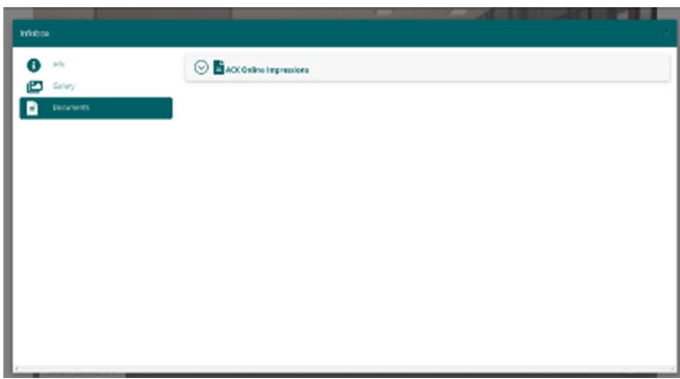 Infobox
Info
Gallery
Documents
ACK Online Impressions